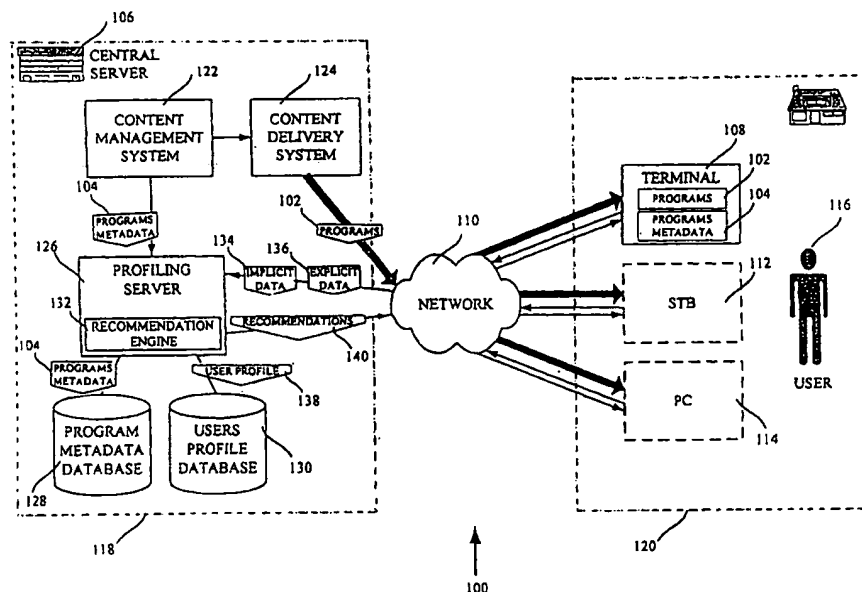 106
CENTRAL
SERVER
122
124
CONTENT
MANAGEMENT
SYSTEM
CONTENT
DELIVERY
SYSTEM
104
PROGRAMS
METADATA
102
PROGRAMS
126
PROFILING
SERVER
134
IMPLICIT
DATA
136
EXPLICIT
DATA
132
RECOMMENDATION
ENGINE
RECOMMENDATIONS
140
104
PROGRAMS
METADATA
USER PROFILE
138
PROGRAM
METADATA
DATABASE
128
USERS
PROFILE
DATABASE
130
118
110
NETWORK
108
TERMINAL
102
PROGRAMS
104
PROGRAMS
METADATA
112
STB
PC
114
116
USER
120
100